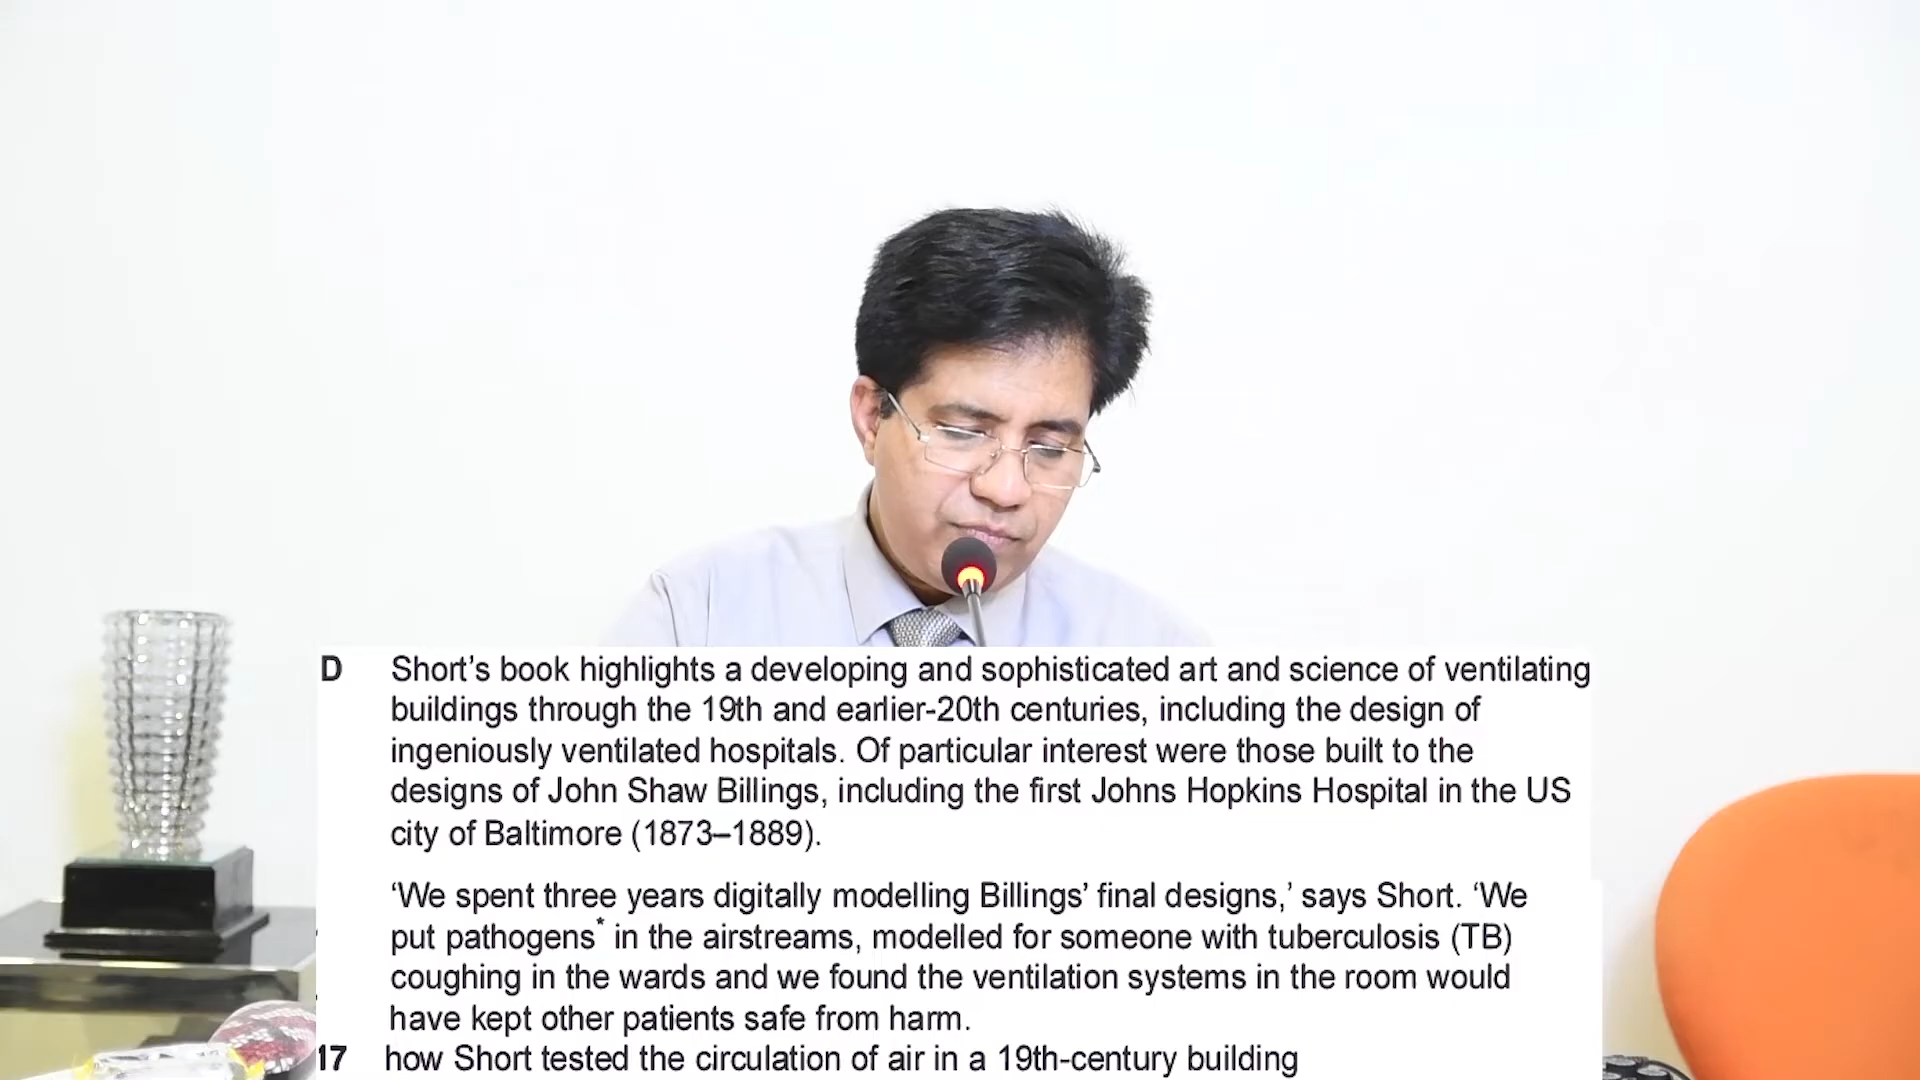 D Short’s book highlights a developing and sophisticated art and science of ventilating
buildings through the 19th and earlier-20th centuries, including the design of
ingeniously ventilated hospitals. Of particular interest were those built to the
designs of John Shaw Billings, including the first Johns Hopkins Hospital in the US
city of Baltimore (1873–1889).
‘We spent three years digitally modelling Billings’ final designs,’ says Short. ‘We
put pathogens* in the airstreams, modelled for someone with tuberculosis (TB)
coughing in the wards and we found the ventilation systems in the room would
have kept other patients safe from harm.
17 how Short tested the circulation of air in a 19th-century building